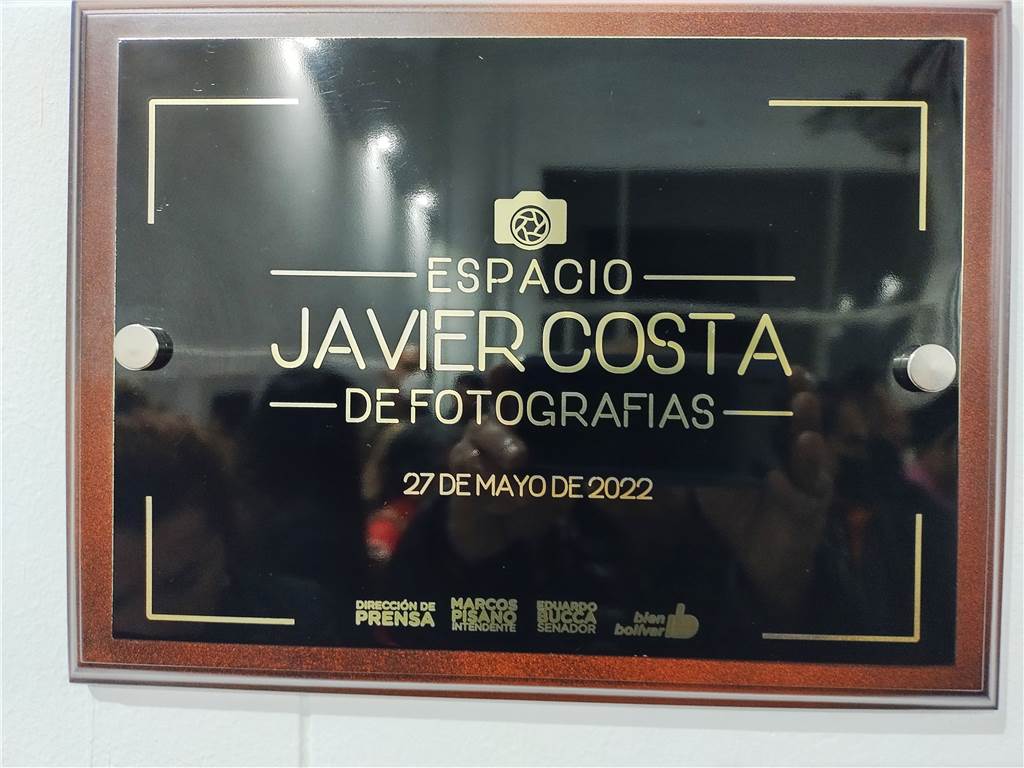 ESPACIO
JAVIER COSTA
DE FOTOGRAFIAS
27 DE MAYO DE 2022
DIRECCIÓN DE
PRENSA
MARCOS
PISANO
INTENDENTE
EDUARDO
BUCCA
SENADOR
bien
bolívar